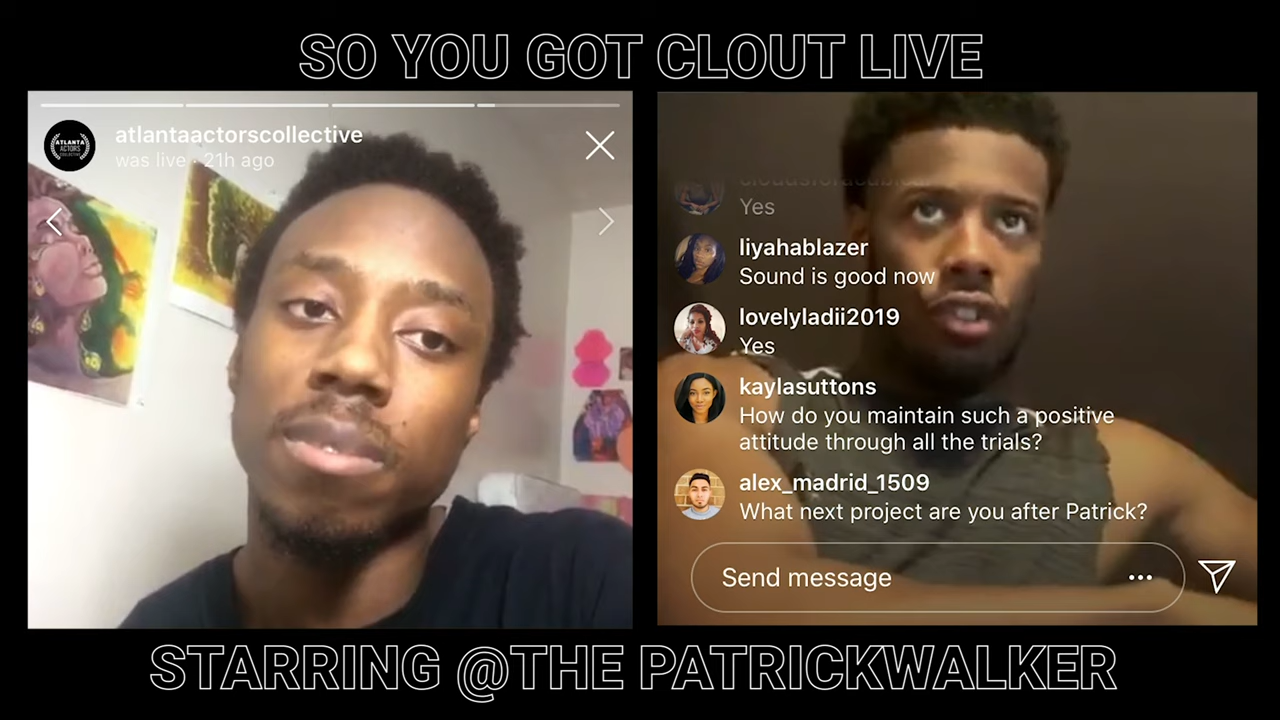 SO YOU GOT CLOUT LIVE
atlantaactorscollective
was live · 21h ago
ATLANTA
ACTORS
Yes
liyahablazer
Sound is good now
lovelyladii2019
Yes
kaylasuttons
How do you maintain such a positive
attitude through all the trials?
alex_madrid_1509
What next project are you after Patrick?
Send message
STARRING @THE PATRICKWALKER